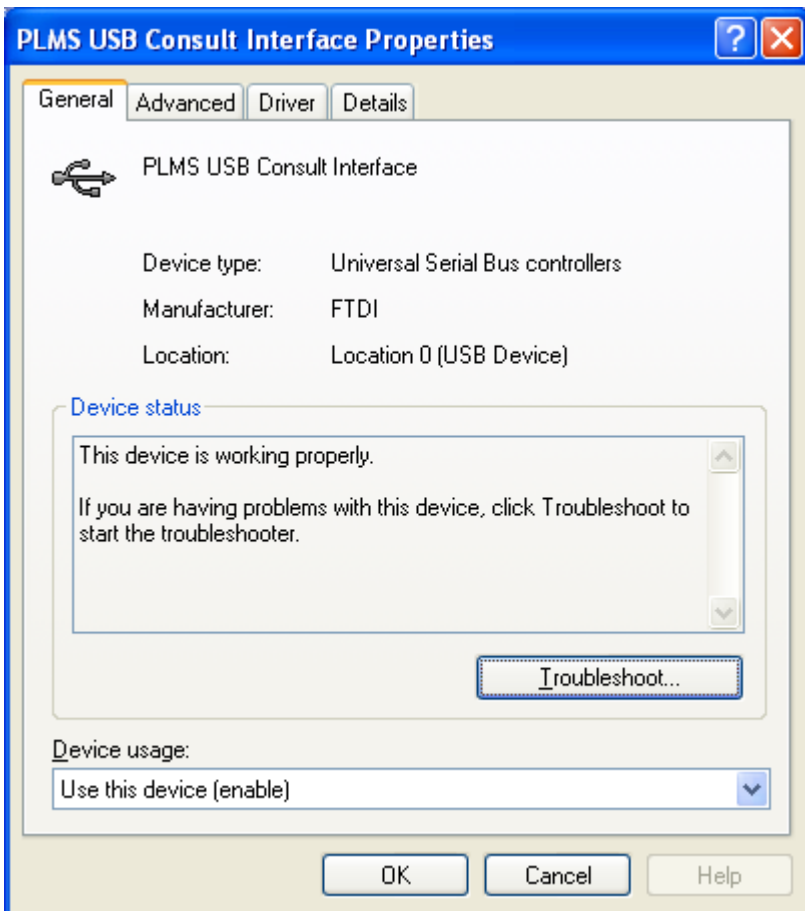 PLMS USB Consult Interface Properties
General Advanced Driver Details
PLMS USB Consult Interface
Device type: Universal Serial Bus controllers
Manufacturer: FTDI
Location: Location 0 (USB Device)
Device status
This device is working properly.
If you are having problems with this device, click Troubleshoot to
start the troubleshooter.
Troubleshoot...
Device usage:
Use this device (enable)
OK Cancel Help